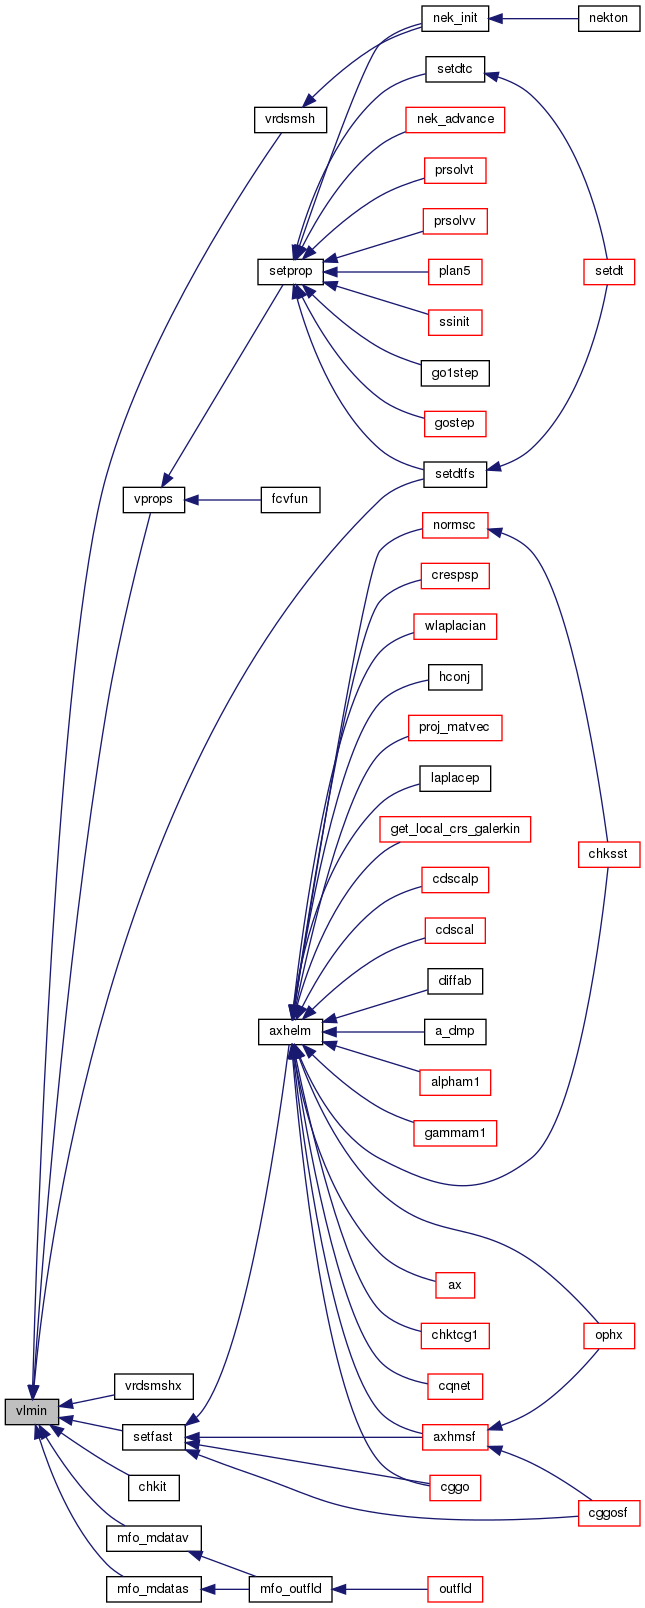 nek_init
nekton
setdtc
vrdsmsh
nek_advance
prsolvt
prsolvv
setprop
plan5
setdt
ssinit
go1step
gostep
setdtfs
vprops
fcvfun
normsc
crespsp
wlaplacian
hconj
proj_matvec
laplacep
get_local_crs_galerkin
chksst
cdscalp
cdscal
diffab
axhelm
a_dmp
alpham1
gammam1
ax
chktcg1
ophx
vrdsmshx
cqnet
vlmin
setfast
axhmsf
chkit
cggo
cggosf
mfo_mdatav
mfo_mdatas
mfo_outfld
outfld